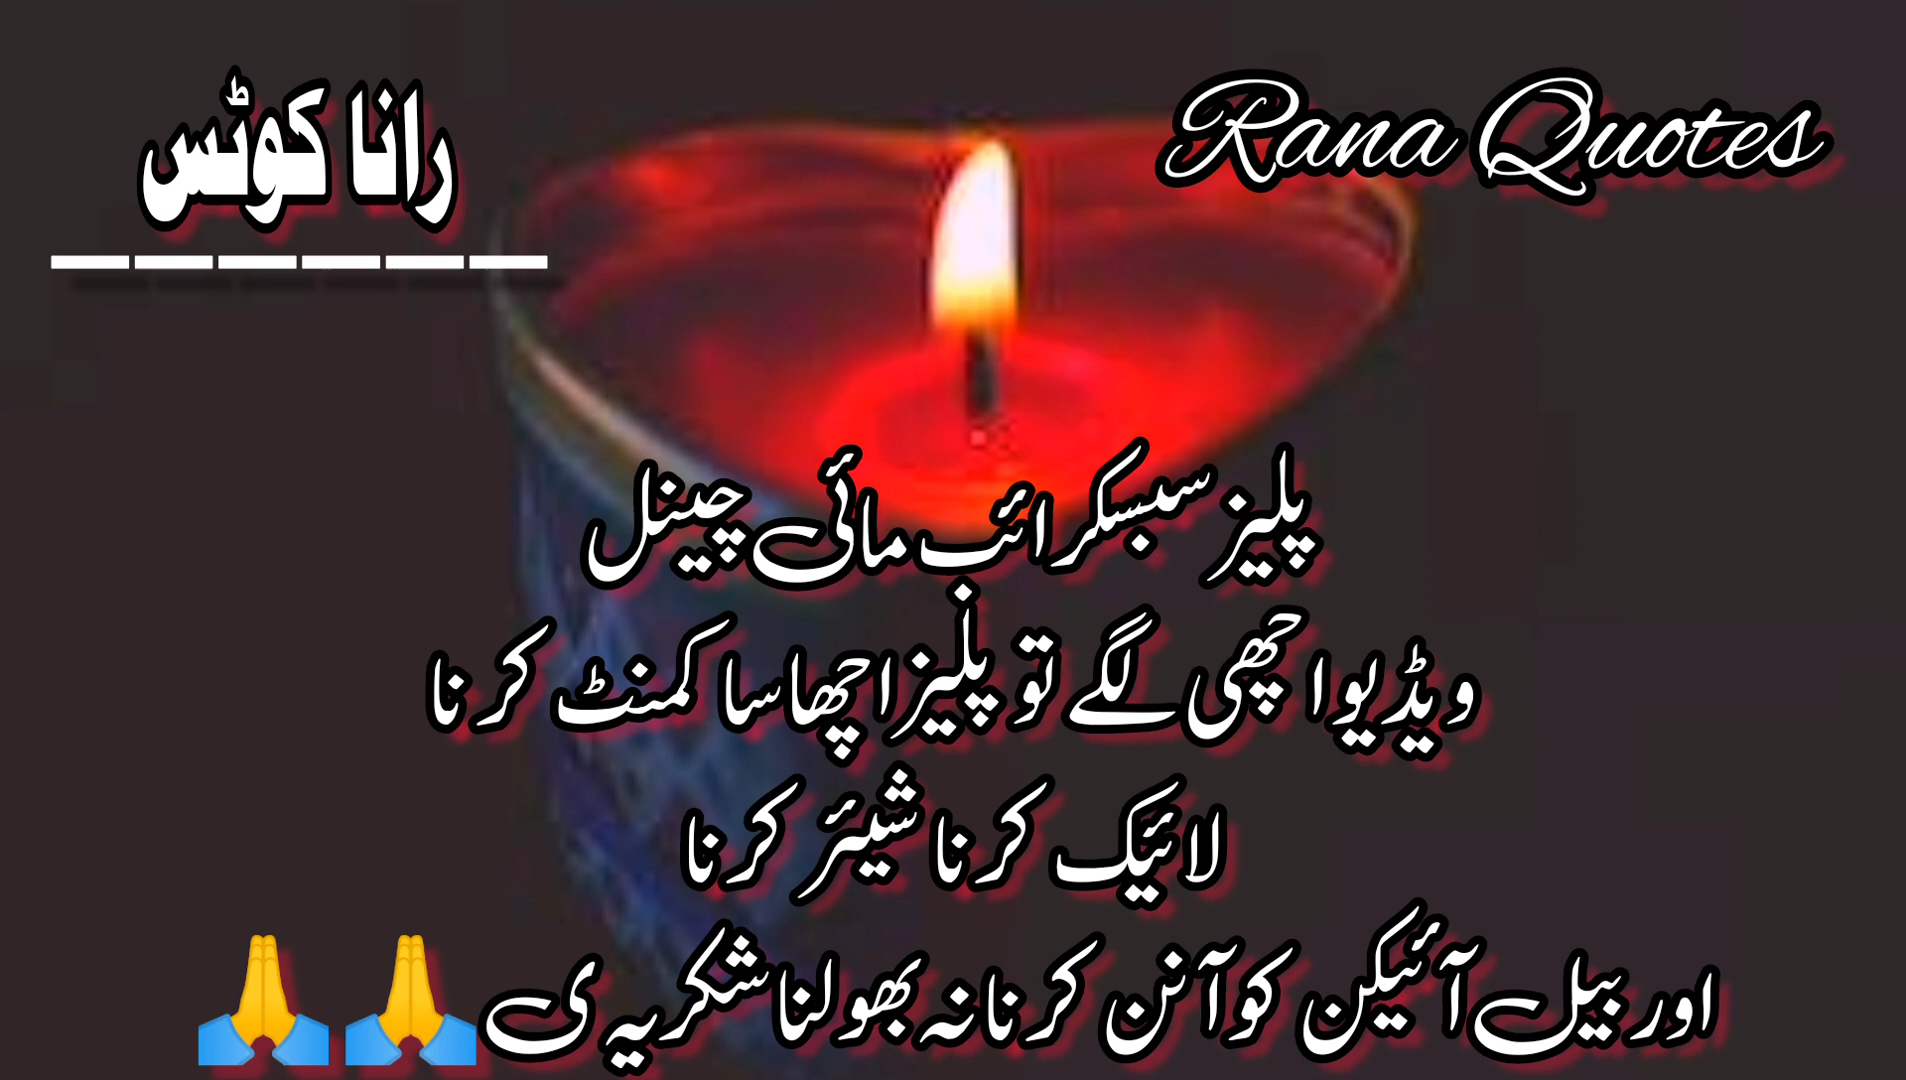 رانا کوٹس
Rana Quotes
پلیز سبسکرائب مائی چینل
ویڈیو اچھی لگے تو پلیز اچھا سا کمنٹ کرنا
لائیک کرنا شیئر کرنا
اور بیل آئیکن کو آنن کرنا نہ بھولنا شکریہ ی🙏🙏